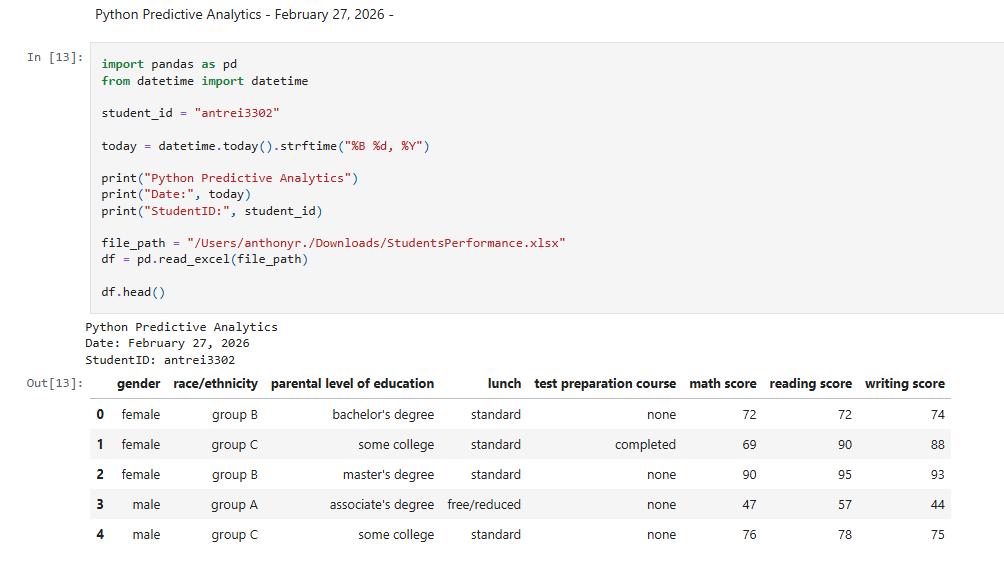 Python Predictive Analytics - February 27, 2026 -
In [13]:
import pandas as pd
from datetime import datetime
student_id = "antrei3302"
today = datetime.today().strftime("%B %d, %Y")
print("Python Predictive Analytics")
print("Date:", today)
print("StudentID:", student_id)
file_path = "/Users/anthonyr./Downloads/StudentsPerformance.xlsx"
df = pd.read_excel(file_path)
df.head()
Python Predictive Analytics
Date: February 27, 2026
StudentID: antrei3302
Out[13]:
gender race/ethnicity parental level of education lunch test preparation course math score reading score writing score
0 female group B bachelor's degree standard none 72 72 74
1 female group C some college standard completed 69 90 88
2 female group B master's degree standard none 90 95 93
3 male group A associate's degree free/reduced none 47 57 44
4 male group C some college standard none 76 78 75